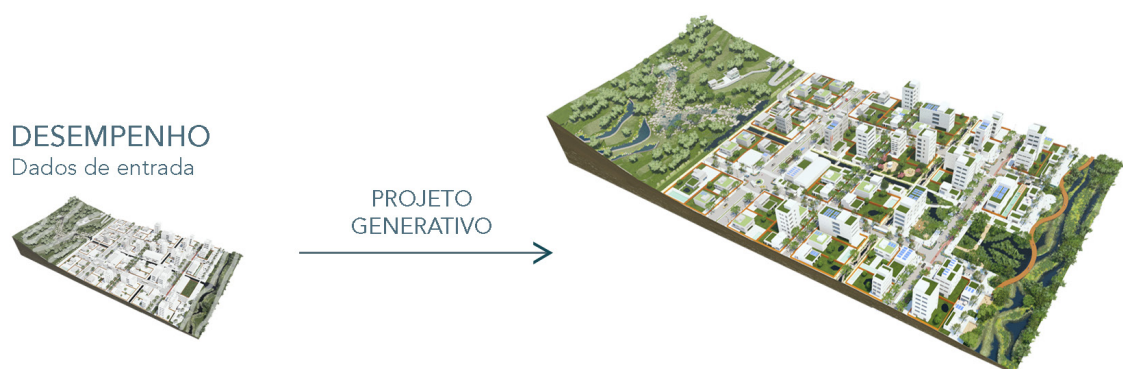 DESEMPENHO
Dados de entrada
PROJETO
GENERATIVO